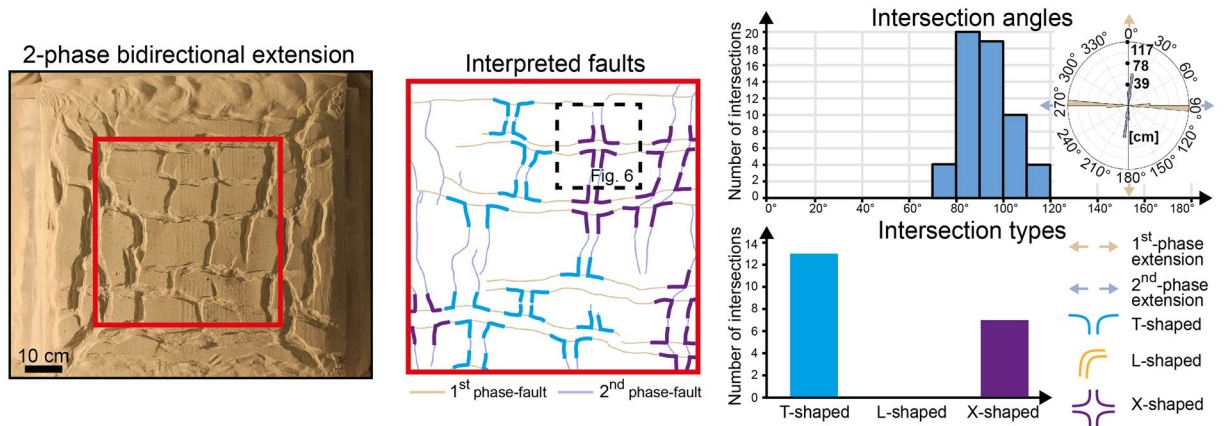 2-phase bidirectional extension
10 cm
Interpreted faults
Fig. 6
1st phase-fault
2nd phase-fault
Intersection angles
Number of intersections
20
18
16
14
12
10
8
6
4
2
0
0°
20°
40°
60°
80°
100°
120°
140°
160°
180°
0°
30°
60°
90°
120°
150°
180°
210°
240°
270°
300°
330°
117
78
39
[cm]
Intersection types
Number of intersections
14
12
10
8
6
4
2
0
T-shaped
L-shaped
X-shaped
1st-phase
extension
2nd-phase
extension
T-shaped
L-shaped
X-shaped